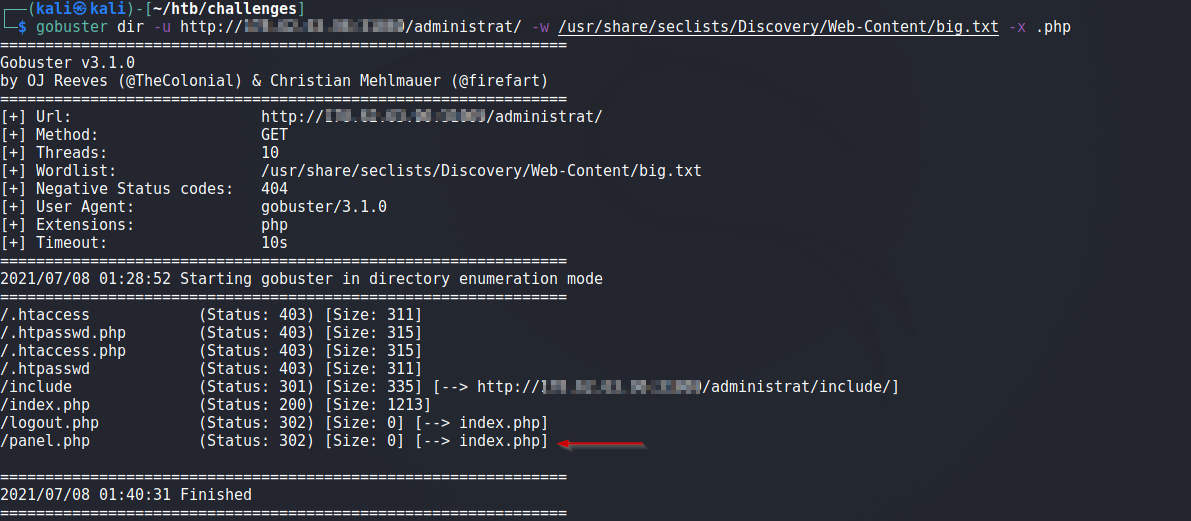 ┌──(kali㉿kali)-[~/htb/challenges]
└─$ gobuster dir -u http:// /administrat/ -w /usr/share/seclists/Discovery/Web-Content/big.txt -x .php
===============================================================
Gobuster v3.1.0
by OJ Reeves (@TheColonial) & Christian Mehlmauer (@firefart)
===============================================================
[+] Url:                     http:// /administrat/
[+] Method:                  GET
[+] Threads:                 10
[+] Wordlist:                /usr/share/seclists/Discovery/Web-Content/big.txt
[+] Negative Status codes:   404
[+] User Agent:              gobuster/3.1.0
[+] Extensions:              php
[+] Timeout:                 10s
===============================================================
2021/07/08 01:28:52 Starting gobuster in directory enumeration mode
===============================================================
/.htaccess            (Status: 403) [Size: 311]
/.htpasswd.php        (Status: 403) [Size: 315]
/.htaccess.php        (Status: 403) [Size: 315]
/.htpasswd            (Status: 403) [Size: 311]
/include              (Status: 301) [Size: 335] [--> http:// /administrat/include/]
/index.php            (Status: 200) [Size: 1213]
/logout.php           (Status: 302) [Size: 0] [--> index.php]
/panel.php            (Status: 302) [Size: 0] [--> index.php]
===============================================================
2021/07/08 01:40:31 Finished
===============================================================